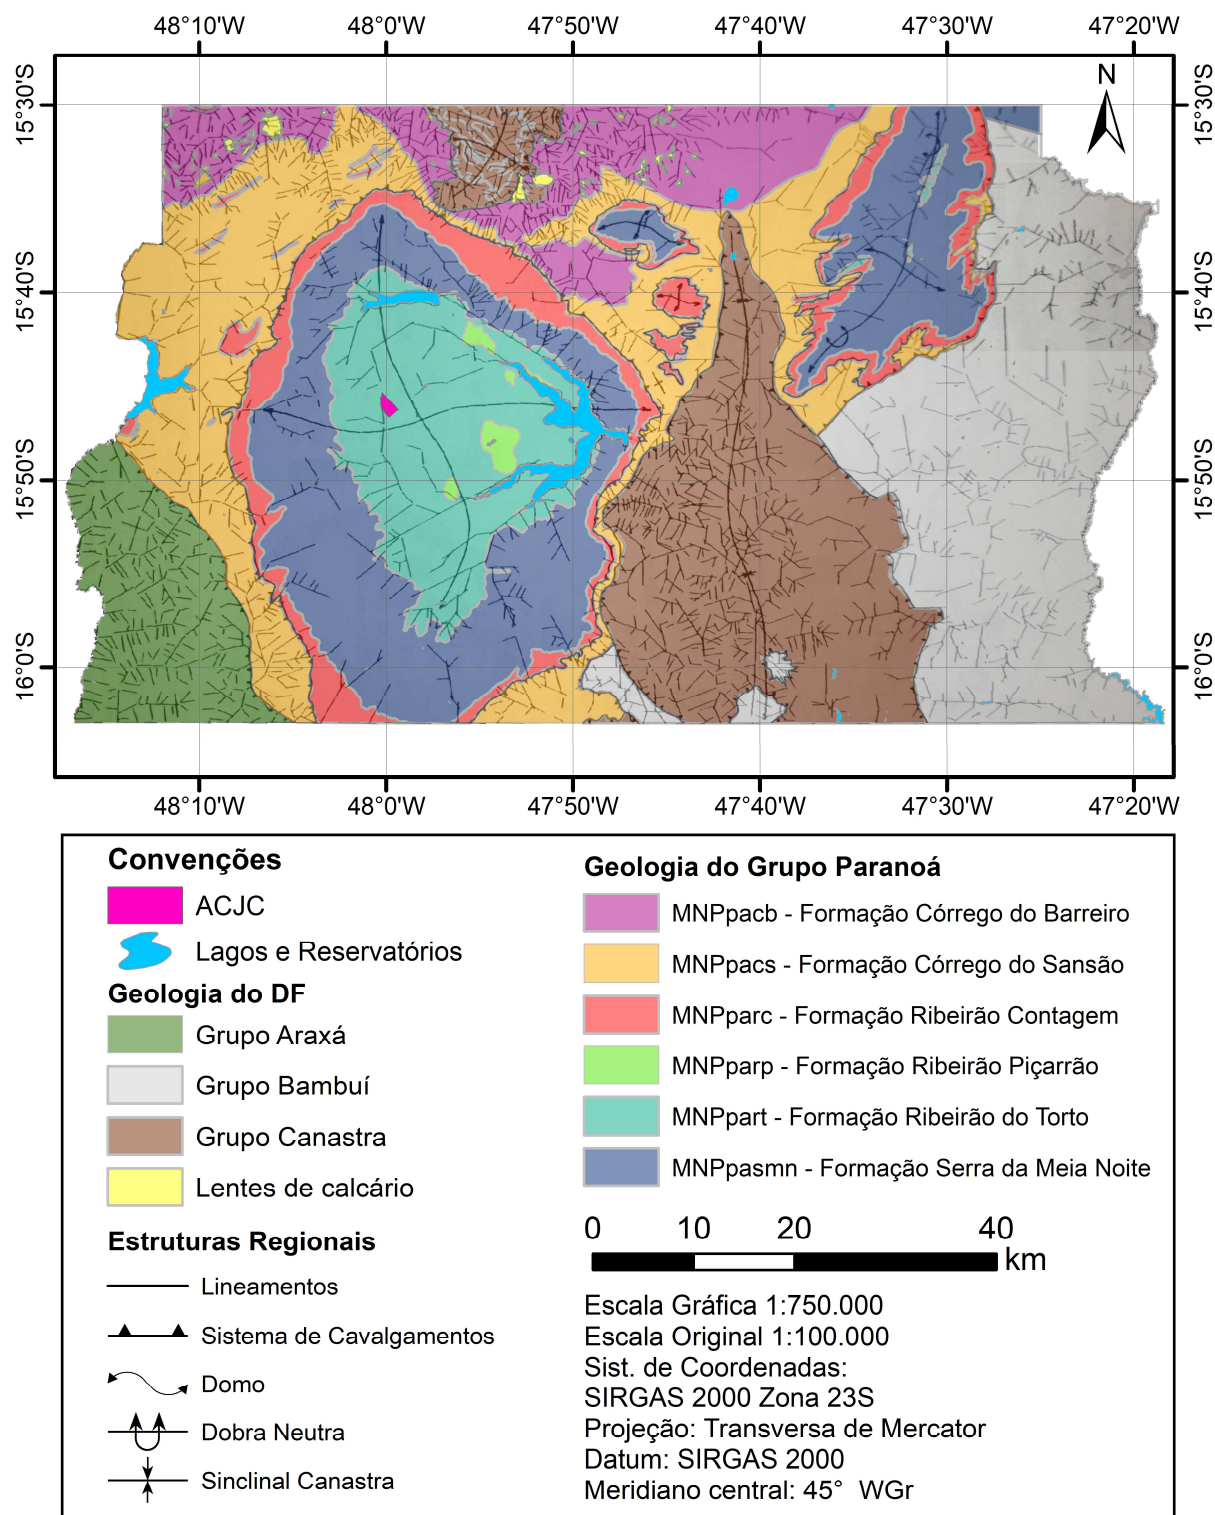 48°10'W 48°0'W 47°50'W 47°40'W 47°30'W 47°20'W
N
15°30'S 15°30'S
15°40'S 15°40'S
15°50'S 15°50'S
16°0'S 16°0'S
48°10'W 48°0'W 47°50'W 47°40'W 47°30'W 47°20'W
Convenções
ACJC
Lagos e Reservatórios
Geologia do DF
Grupo Araxá
Grupo Bambuí
Grupo Canastra
Lentes de calcário
Estruturas Regionais
Lineamentos
Sistema de Cavalgamentos
Domo
Dobra Neutra
Sinclinal Canastra
Geologia do Grupo Paranoá
MNPpacb - Formação Córrego do Barreiro
MNPpacs - Formação Córrego do Sansão
MNPparc - Formação Ribeirão Contagem
MNPparp - Formação Ribeirão Piçarrão
MNPpart - Formação Ribeirão do Torto
MNPpasmn - Formação Serra da Meia Noite
0 10 20 40
km
Escala Gráfica 1:750.000
Escala Original 1:100.000
Sist. de Coordenadas:
SIRGAS 2000 Zona 23S
Projeção: Transversa de Mercator
Datum: SIRGAS 2000
Meridiano central: 45° WGr